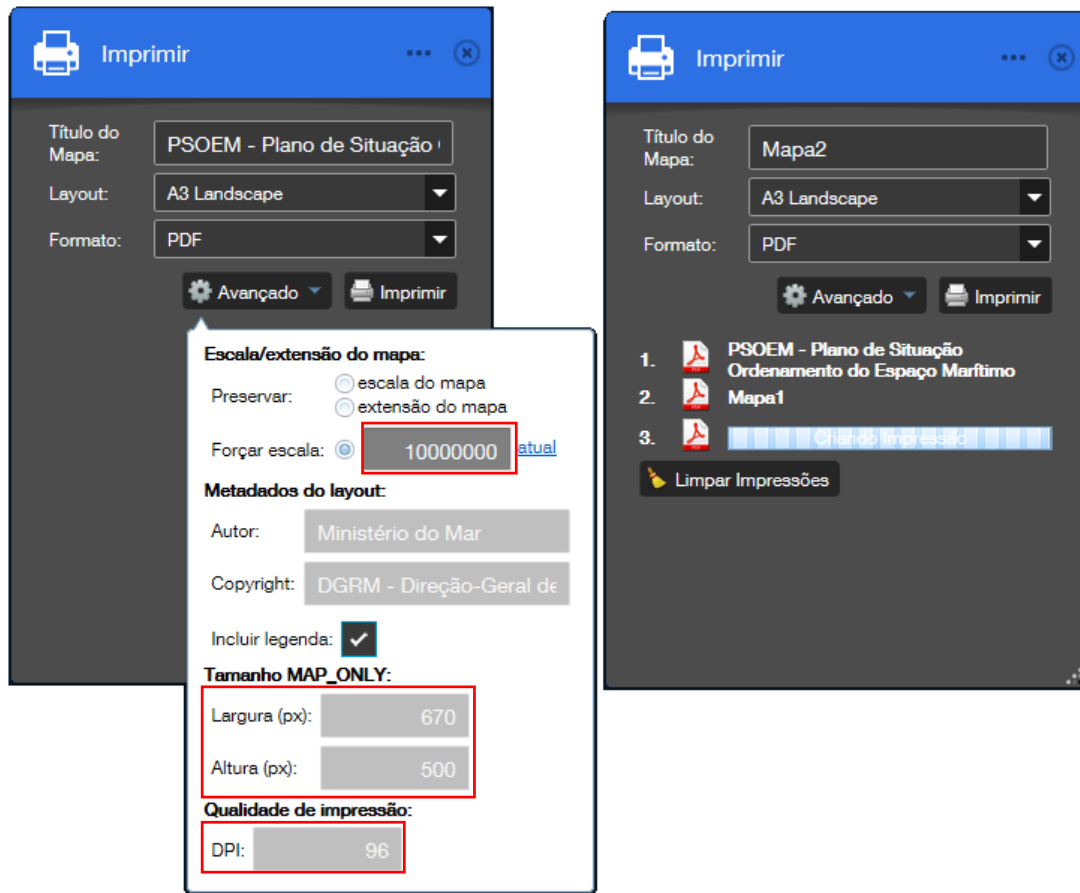 Imprimir
Título do
Mapa:
PSOEM - Plano de Situação
Layout:
A3 Landscape
Formato:
PDF
Avançado
Imprimir
Escala/extensão do mapa:
Preservar:
escala do mapa
extensão do mapa
Forçar escala:
10000000
atual
Metadados do layout:
Autor:
Ministério do Mar
Copyright:
DGRM - Direção-Geral de
Incluir legenda:
Tamanho MAP_ONLY:
Largura (px):
670
Altura (px):
500
Qualidade de impressão:
DPI:
96
Imprimir
Título do
Mapa:
Mapa2
Layout:
A3 Landscape
Formato:
PDF
Avançado
Imprimir
1. PSOEM - Plano de Situação
Ordenamento do Espaço Marítimo
2. Mapa1
3. Criando Impressão
Limpar Impressões